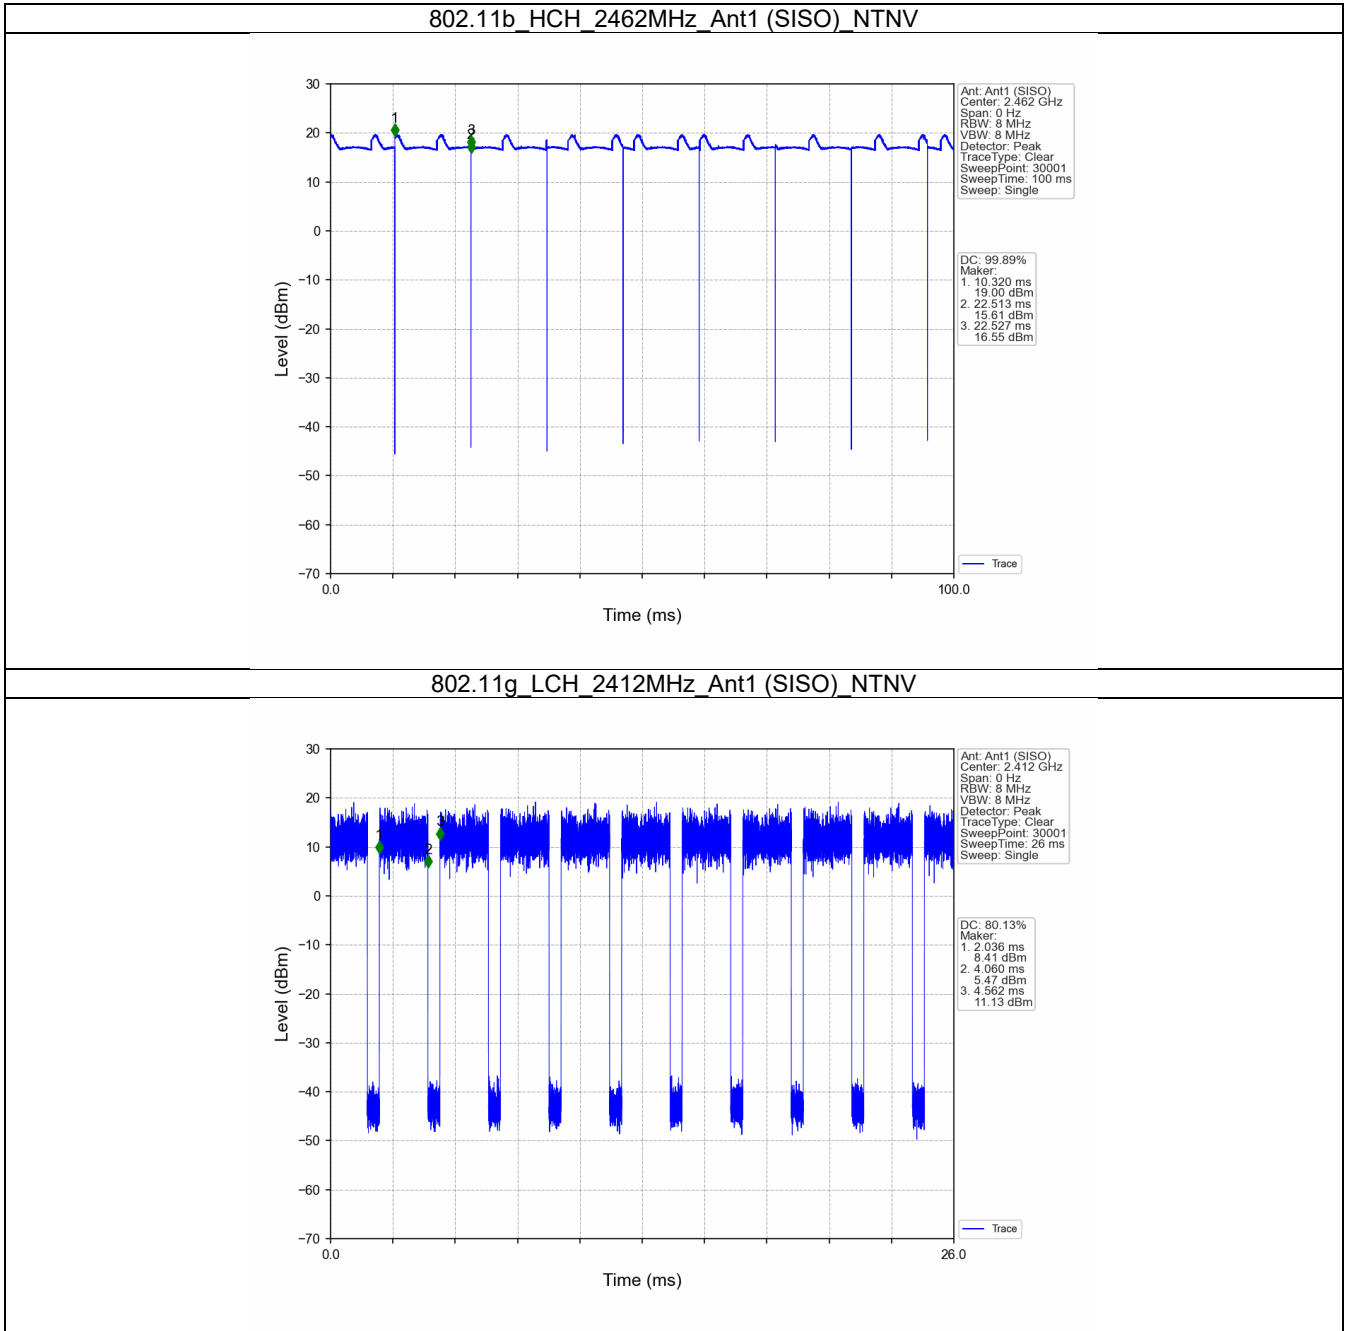 802.11b_HCH_2462MHz_Ant1 (SISO)_NTNV
30
20
10
0
−10
−20
−30
−40
−50
−60
−70
Level (dBm)
1
2
3
0.0
100.0
Time (ms)
Ant: Ant1 (SISO)
Center: 2.462 GHz
Span: 0 Hz
RBW: 8 MHz
VBW: 8 MHz
Detector: Peak
TraceType: Clear
SweepPoint: 30001
SweepTime: 100 ms
Sweep: Single
DC: 99.89%
Maker:
1. 10.320 ms
19.00 dBm
2. 22.513 ms
15.61 dBm
3. 22.527 ms
16.55 dBm
Trace
802.11g_LCH_2412MHz_Ant1 (SISO)_NTNV
30
20
10
0
−10
−20
−30
−40
−50
−60
−70
Level (dBm)
1
2
3
0.0
26.0
Time (ms)
Ant: Ant1 (SISO)
Center: 2.412 GHz
Span: 0 Hz
RBW: 8 MHz
VBW: 8 MHz
Detector: Peak
TraceType: Clear
SweepPoint: 30001
SweepTime: 26 ms
Sweep: Single
DC: 80.13%
Maker:
1. 2.036 ms
8.41 dBm
2. 4.060 ms
5.47 dBm
3. 4.562 ms
11.13 dBm
Trace